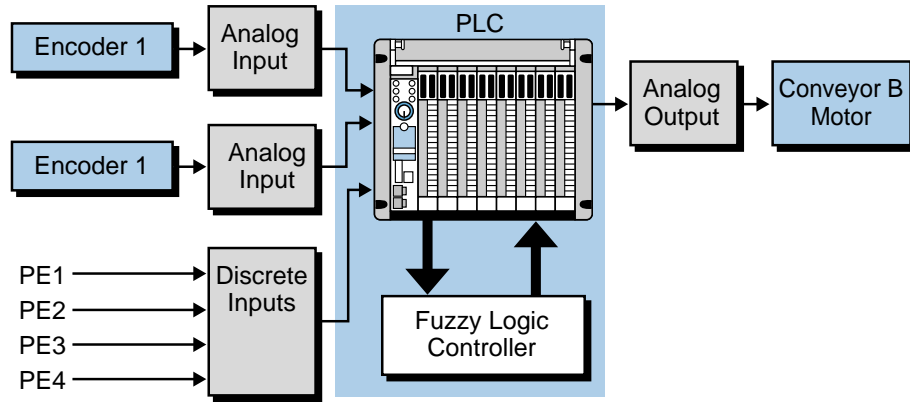 PLC
Encoder 1
Analog
Input
Encoder 1
Analog
Input
PE1
PE2
PE3
PE4
Discrete
Inputs
Fuzzy Logic
Controller
Analog
Output
Conveyor B
Motor